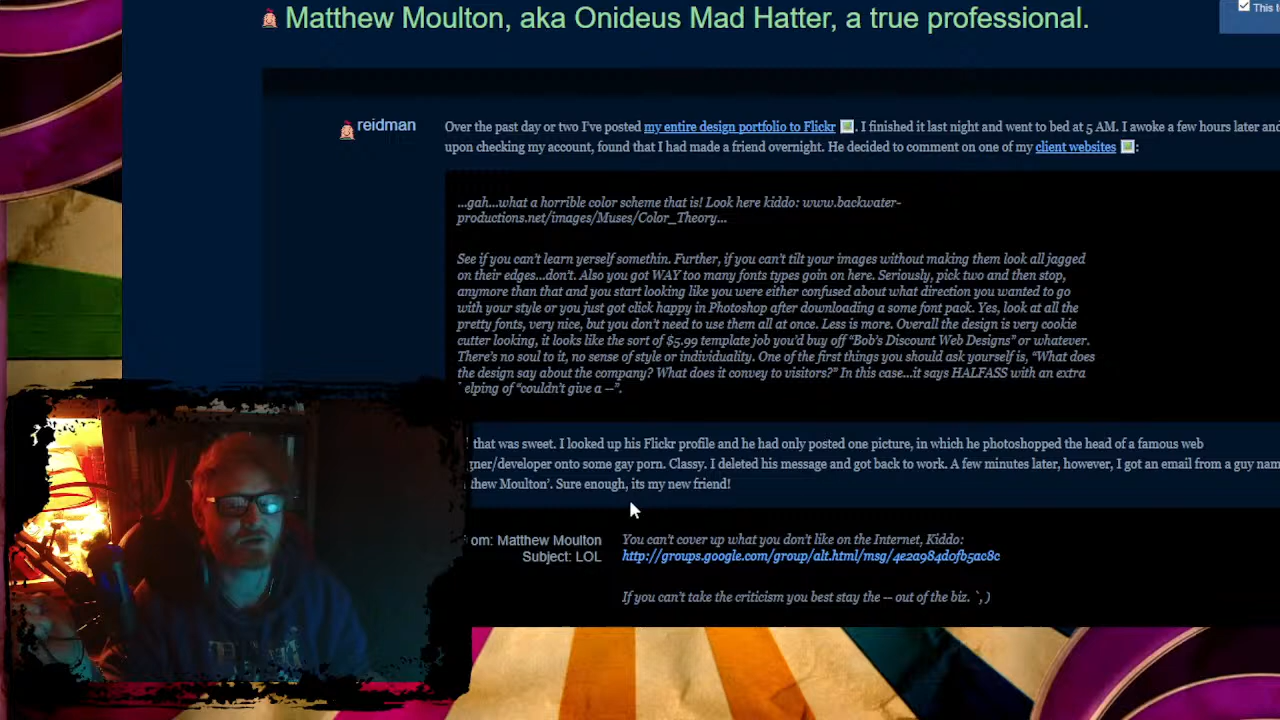 Matthew Moulton, aka Onideus Mad Hatter, a true professional.
This
reidman
Over the past day or two I've posted my entire design portfolio to Flickr. I finished it last night and went to bed at 5 AM. I awoke a few hours later and
upon checking my account, found that I had made a friend overnight. He decided to comment on one of my client websites:
...gah...what a horrible color scheme that is! Look here kiddo: www.backwater-
productions.net/images/Muses/Color_Theory...
See if you can't learn yerself somethin. Further, if you can't tilt your images without making them look all jagged
on their edges...don't. Also you got WAY too many fonts types goin on here. Seriously, pick two and then stop,
anymore than that and you start looking like you were either confused about what direction you wanted to go
with your style or you just got click happy in Photoshop after downloading a some font pack. Yes, look at all the
pretty fonts, very nice, but you don't need to use them all at once. Less is more. Overall the design is very cookie
cutter looking, it looks like the sort of $5.99 template job you'd buy off "Bob's Discount Web Designs" or whatever.
There's no soul to it, no sense of style or individuality. One of the first things you should ask yourself is, "What does
the design say about the company? What does it convey to visitors?" In this case...it says HALFASS with an extra
elping of "couldn't give a --".
that was sweet. I looked up his Flickr profile and he had only posted one picture, in which he photoshopped the head of a famous web
gner/developer onto some gay porn. Classy. I deleted his message and got back to work. A few minutes later, however, I got an email from a guy nam
thew Moulton'. Sure enough, its my new friend!
om: Matthew Moulton
Subject: LOL
You can't cover up what you don't like on the Internet, Kiddo:
http://groups.google.com/group/alt.html/msg/4e2a984d0fb5ac8c
If you can't take the criticism you best stay the -- out of the biz. `, )